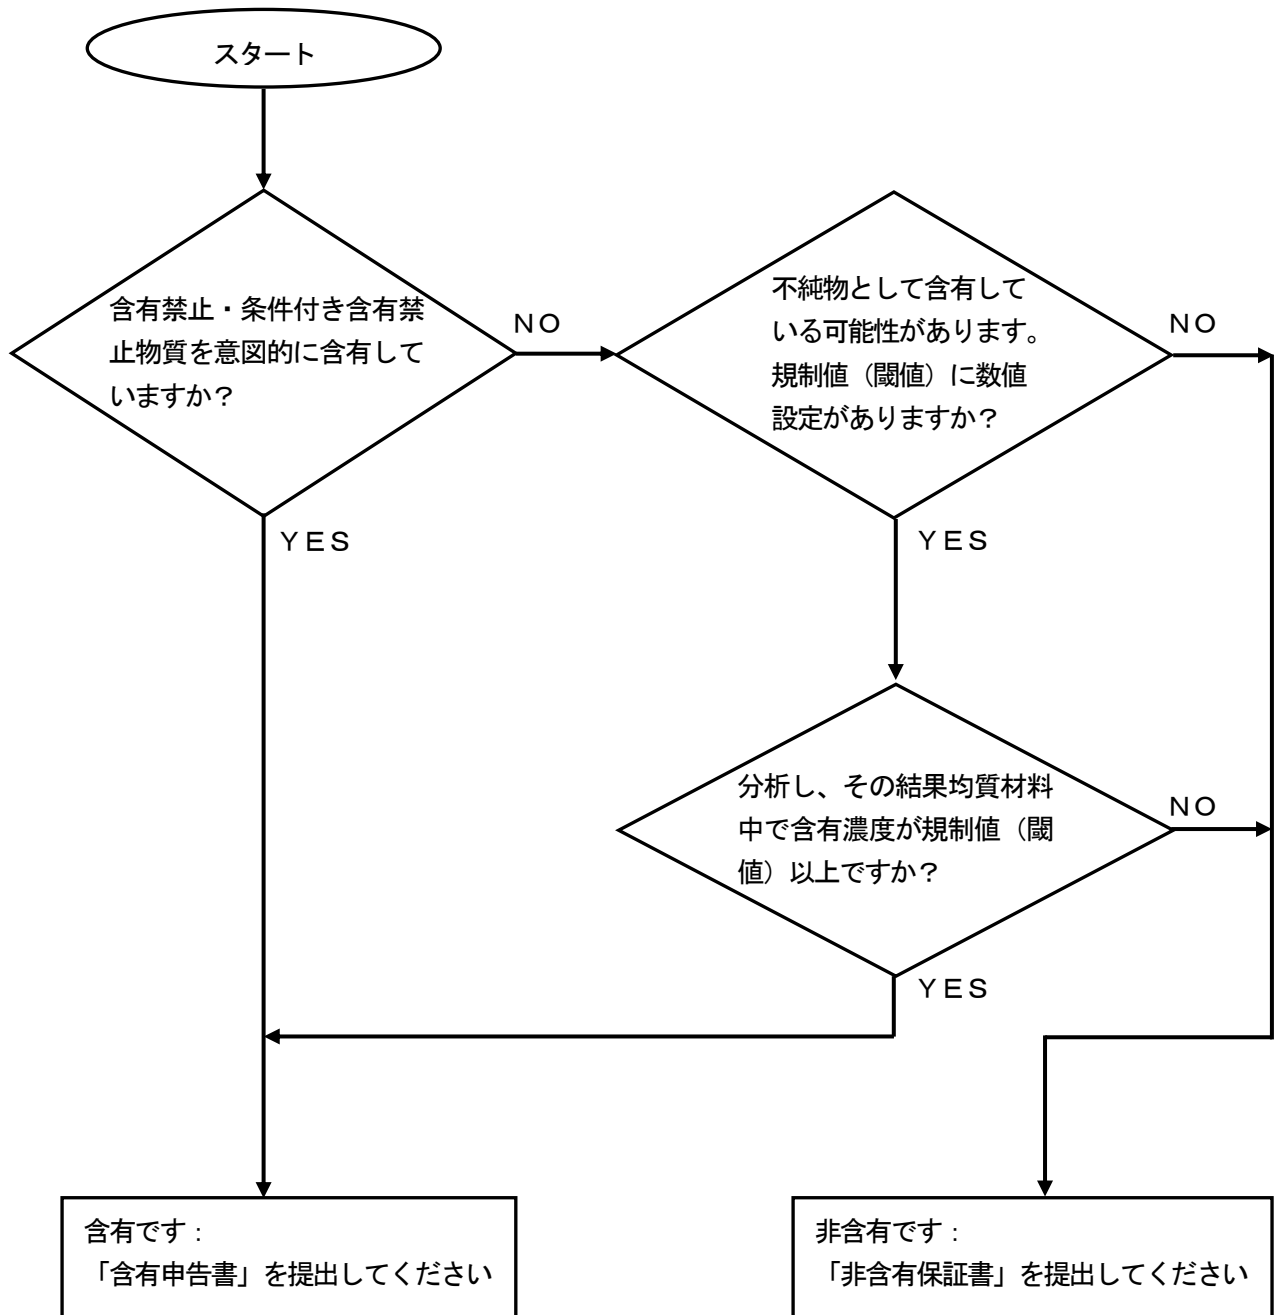 スタート
含有禁止・条件付き含有禁
止物質を意図的に含有して
いますか？
NO
不純物として含有して
いる可能性があります。
規制値（閾値）に数値
設定がありますか？
NO
YES
YES
分析し、その結果均質材料
中で含有濃度が規制値（閾
値）以上ですか？
NO
YES
含有です：
「含有申告書」を提出してください
非含有です：
「非含有保証書」を提出してください